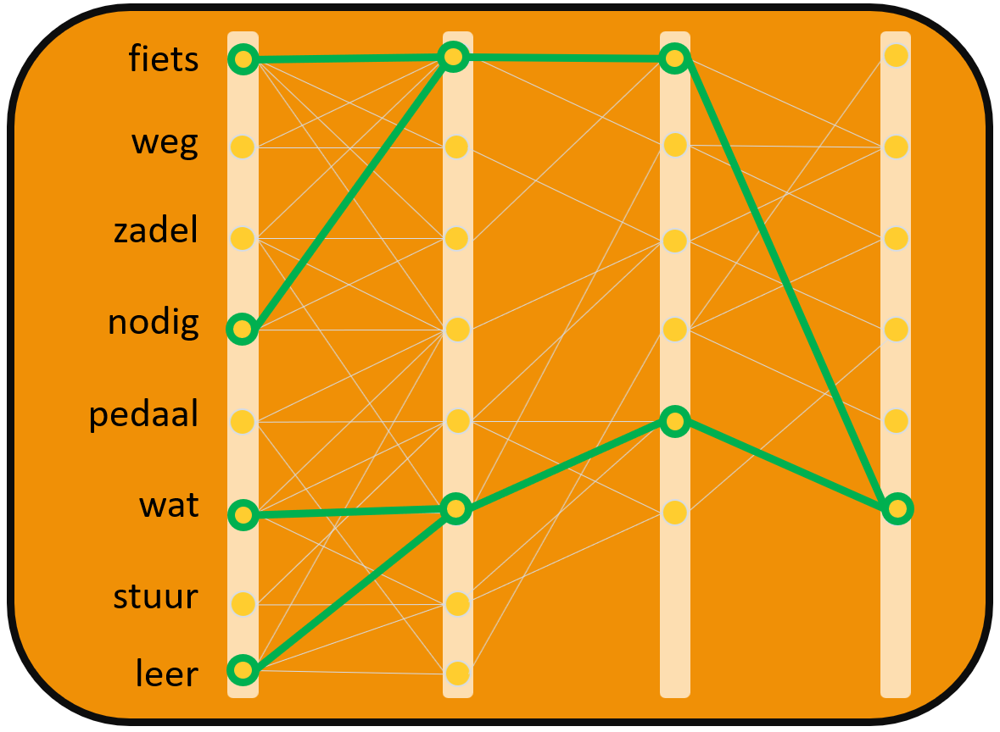 fiets
weg
zadel
nodig
pedaal
wat
stuur
leer